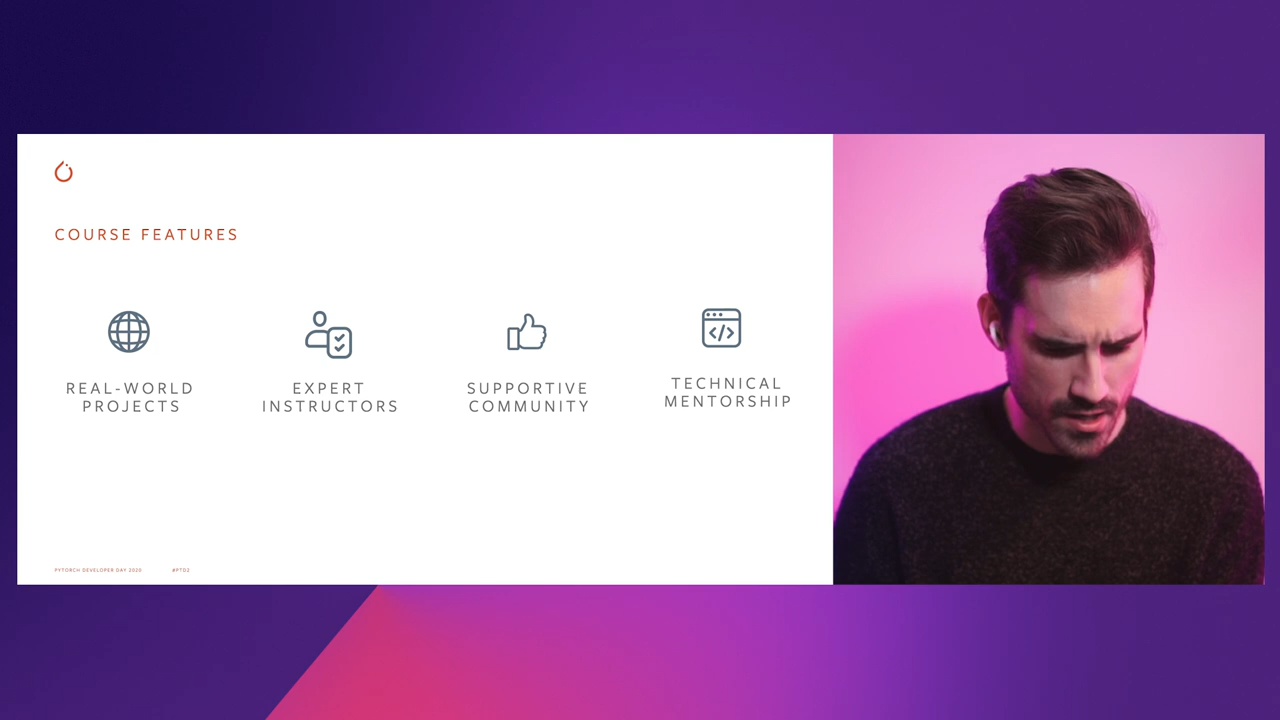 COURSE FEATURES
REAL-WORLD
PROJECTS
EXPERT
INSTRUCTORS
SUPPORTIVE
COMMUNITY
TECHNICAL
MENTORSHIP
PYTORCH DEVELOPER DAY 2020 #PTD2